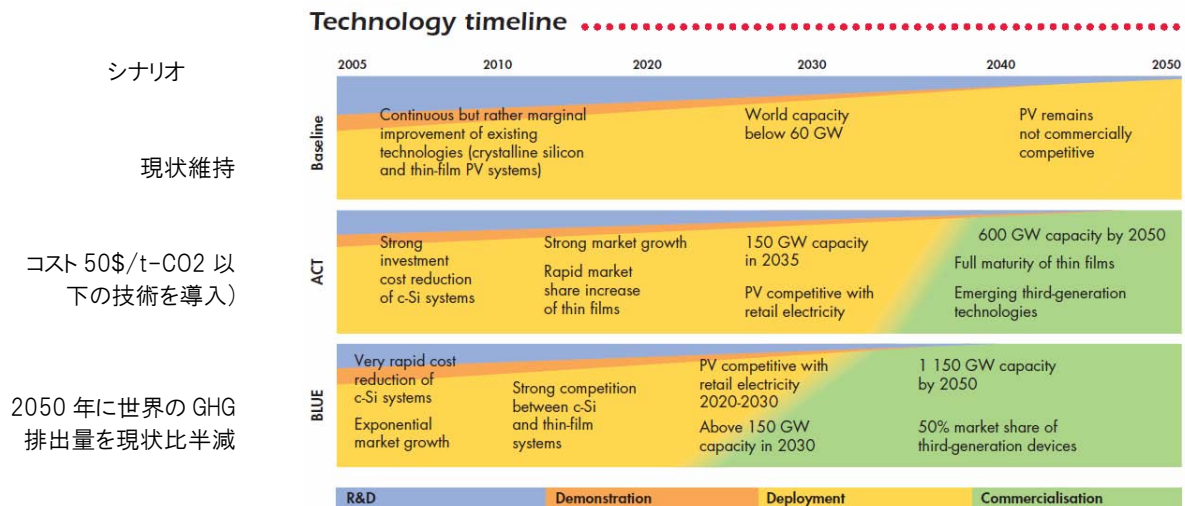 Technology timeline
シナリオ
2005 2010 2020 2030 2040 2050
現状維持
Baseline
Continuous but rather marginal
improvement of existing
technologies (crystalline silicon
and thin-film PV systems)
World capacity
below 60 GW
PV remains
not commercially
competitive
コスト 50$/t-CO2 以
下の技術を導入)
ACT
Strong
investment
cost reduction
of c-Si systems
Strong market growth
Rapid market
share increase
of thin films
150 GW capacity
in 2035
PV competitive with
retail electricity
600 GW capacity by 2050
Full maturity of thin films
Emerging third-generation
technologies
2050 年に世界の GHG
排出量を現状比半減
BLUE
Very rapid cost
reduction of
c-Si systems
Exponential
market growth
Strong competition
between c-Si
and thin-film
systems
PV competitive with
retail electricity
2020-2030
Above 150 GW
capacity in 2030
1 150 GW capacity
by 2050
50% market share of
third-generation devices
R&D Demonstration Deployment Commercialisation